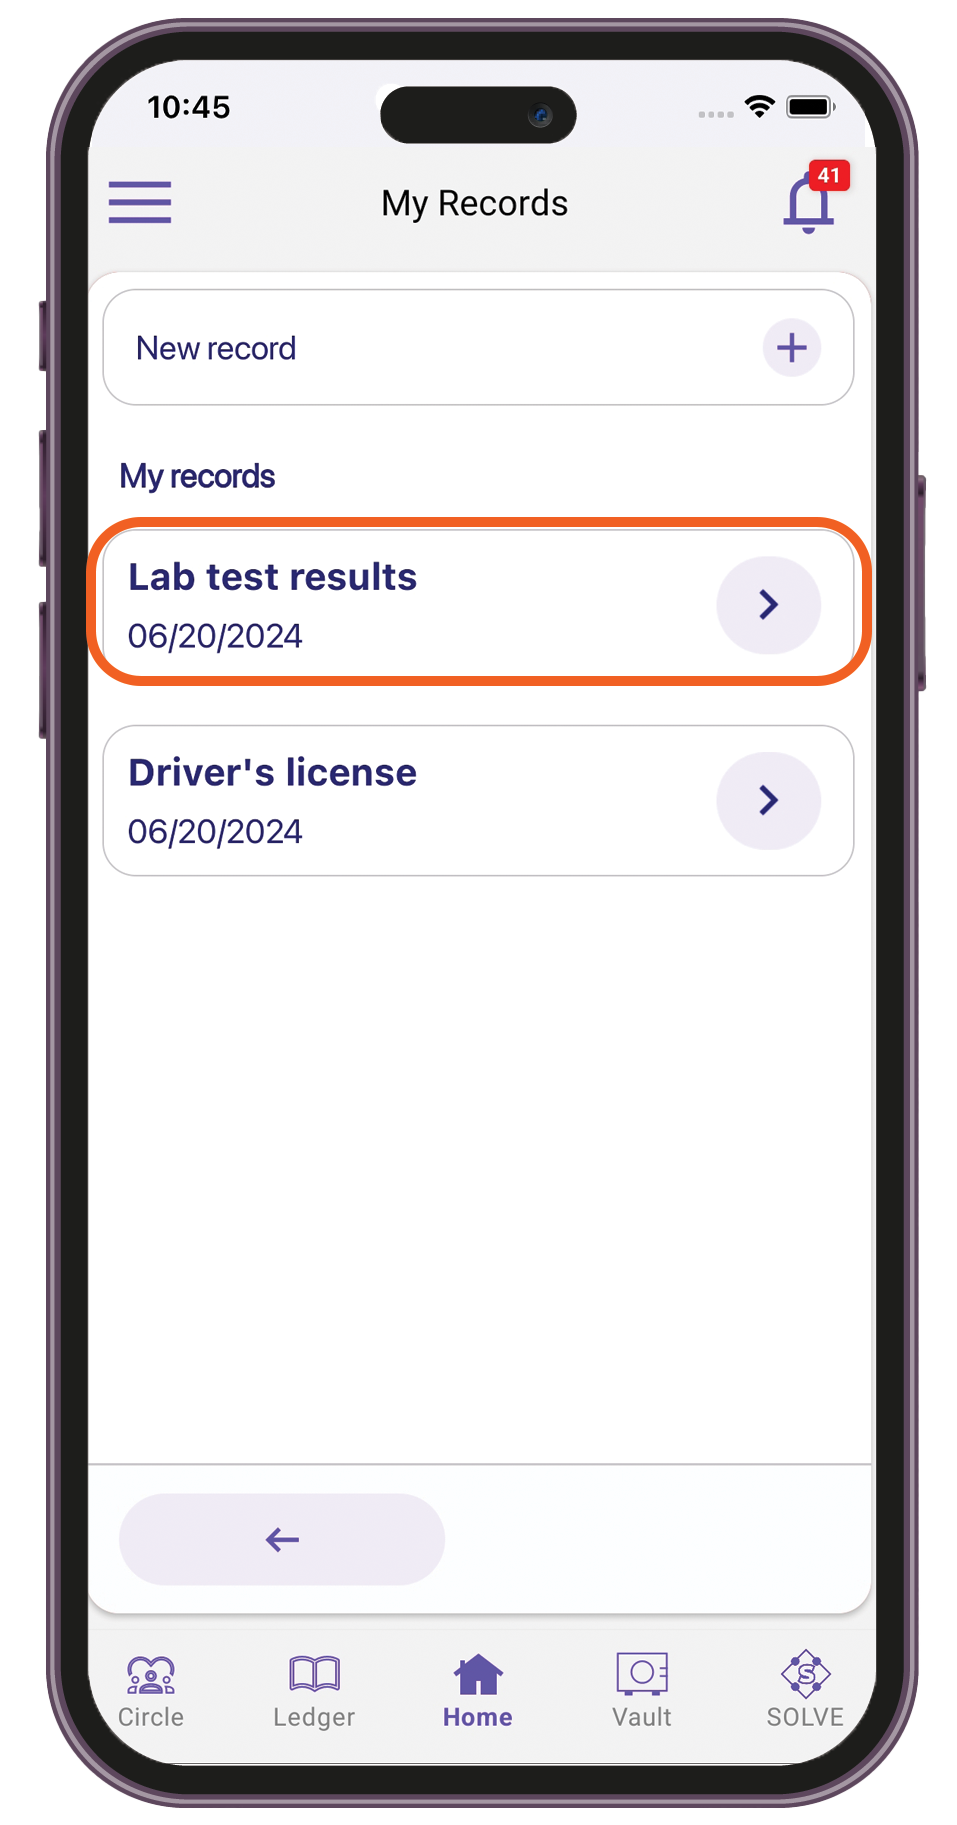 10:45
My Records
41
New record
My records
Lab test results
06/20/2024
Driver's license
06/20/2024
Circle
Ledger
Home
Vault
S
SOLVE